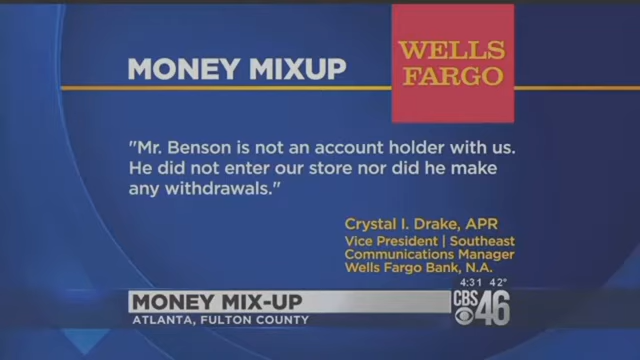 MONEY MIXUP
WELLS
FARGO
"Mr. Benson is not an account holder with us.
He did not enter our store nor did he make
any withdrawals."
Crystal I. Drake, APR
Vice President | Southeast
Communications Manager
Wells Fargo Bank, N.A.
4:31 42°
MONEY MIX-UP
CBS 46
ATLANTA, FULTON COUNTY